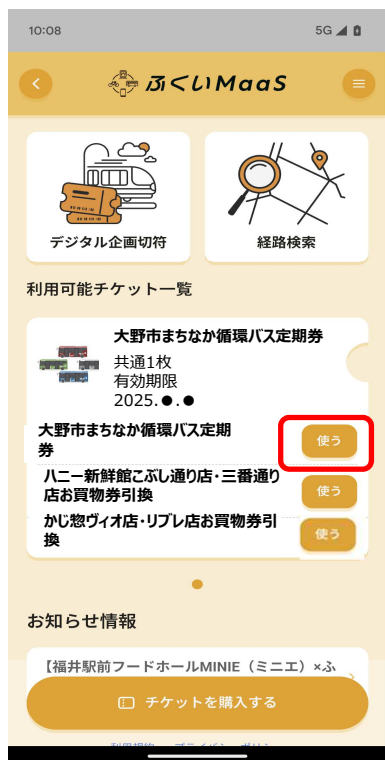 10:08
5G
ふくいMaaS
デジタル企画切符
経路検索
利用可能チケット一覧
大野市まちなか循環バス定期券
共通1枚
有効期限
2025.●.●
大野市まちなか循環バス定期
券
使う
ハニー新鮮館こぶし通り店・三番通り
店お買物券引換
使う
かじ惣ヴィオ店・リブレ店お買物券引
換
使う
お知らせ情報
【福井駅前フードホールMINIE（ミニエ）×ふ
チケットを購入する